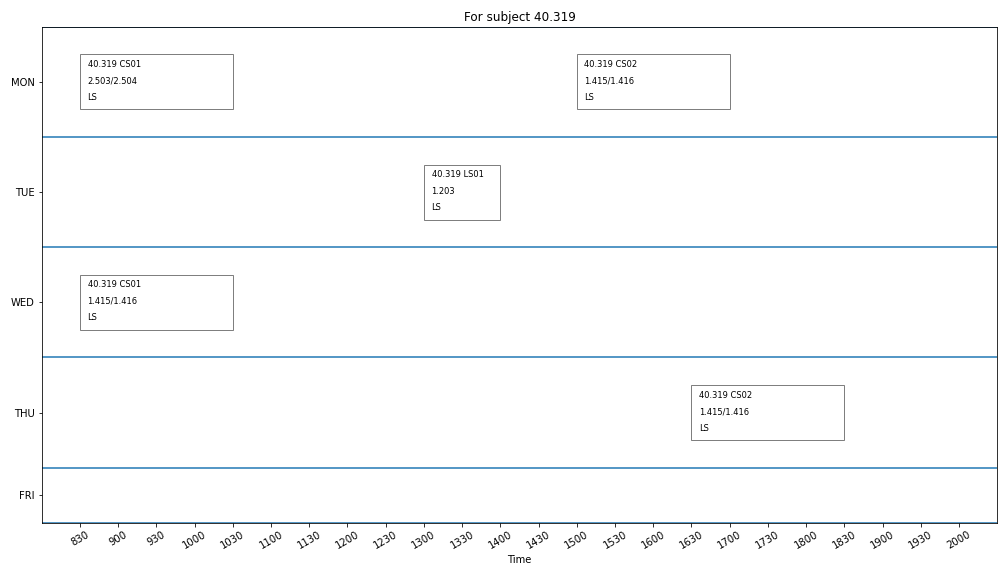 For subject 40.319
MON
40.319 CS01
2.503/2.504
LS
40.319 CS02
1.415/1.416
LS
TUE
40.319 LS01
1.203
LS
WED
40.319 CS01
1.415/1.416
LS
THU
40.319 CS02
1.415/1.416
LS
FRI
830 900 930 1000 1030 1100 1130 1200 1230 1300 1330 1400 1430 1500 1530 1600 1630 1700 1730 1800 1830 1900 1930 2000
Time